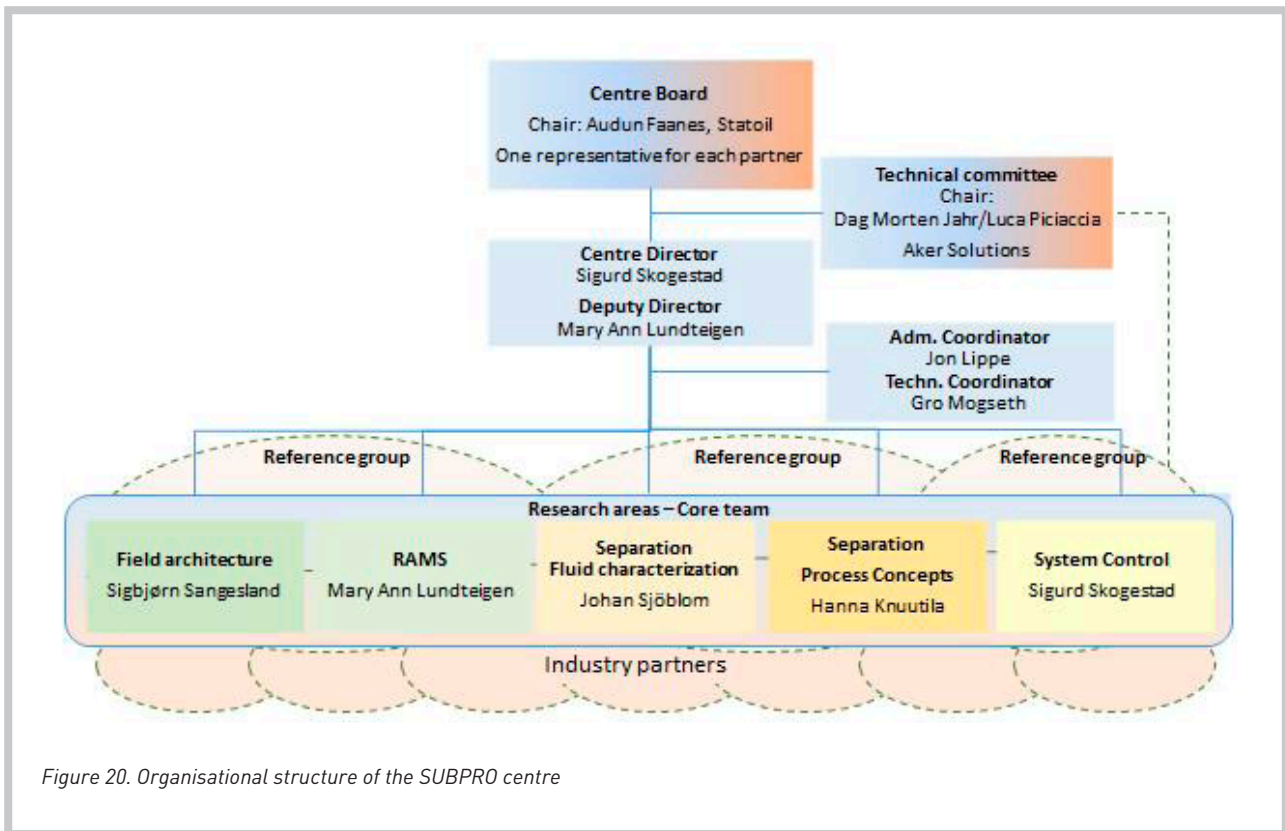 Centre Board
Chair: Audun Faanes, Statoil
One representative for each partner
Technical committee
Chair:
Dag Morten Jahr/Luca Piciaccia
Aker Solutions
Centre Director
Sigurd Skogestad
Deputy Director
Mary Ann Lundteigen
Adm. Coordinator
Jon Lippe
Techn. Coordinator
Gro Mogseth
Reference group
Reference group
Reference group
Research areas – Core team
Field architecture
Sigbjørn Sangesland
RAMS
Mary Ann Lundteigen
Separation
Fluid characterization
Johan Sjöblom
Separation
Process Concepts
Hanna Knuutila
System Control
Sigurd Skogestad
Industry partners
Figure 20. Organisational structure of the SUBPRO centre